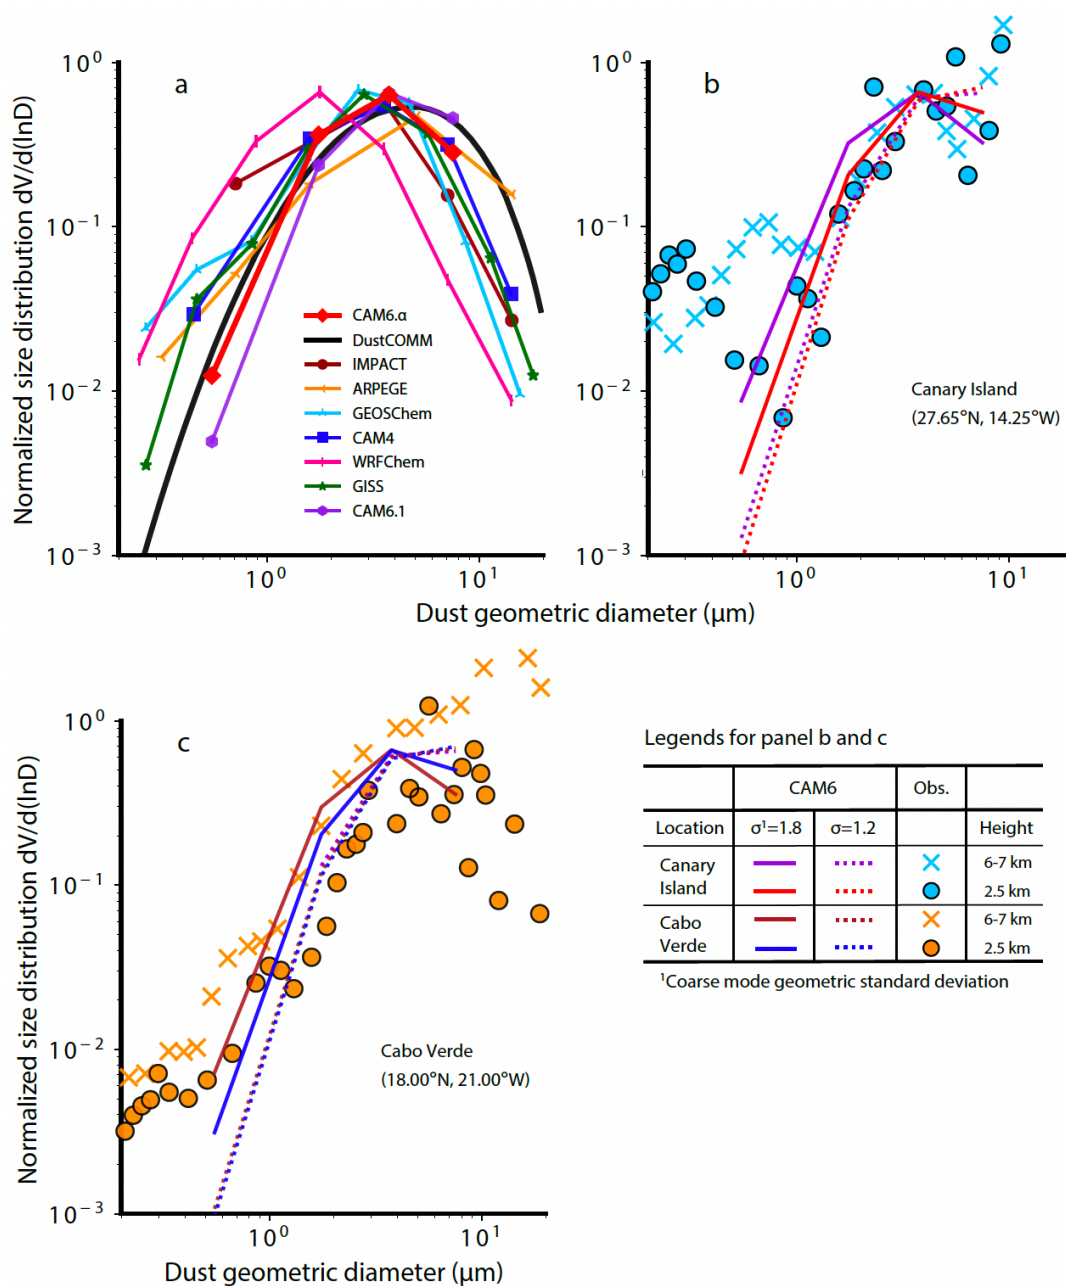 a
b
10⁰
10⁻¹
10⁻²
10⁻³
Normalized size distribution dV/d(lnD)
CAM6.α
DustCOMM
IMPACT
ARPEGE
GEOSChem
CAM4
WRFChem
GISS
CAM6.1
10⁰
10¹
10⁰
10⁻¹
10⁻²
10⁻³
Canary Island
(27.65°N, 14.25°W)
10⁰
10¹
Dust geometric diameter (μm)
c
10⁰
10⁻¹
10⁻²
10⁻³
Normalized size distribution dV/d(lnD)
Cabo Verde
(18.00°N, 21.00°W)
10⁰
10¹
Dust geometric diameter (μm)
Legends for panel b and c
CAM6 Obs.
Location σ¹=1.8 σ=1.2 Height
Canary Island 6-7 km
2.5 km
Cabo Verde 6-7 km
2.5 km
¹Coarse mode geometric standard deviation